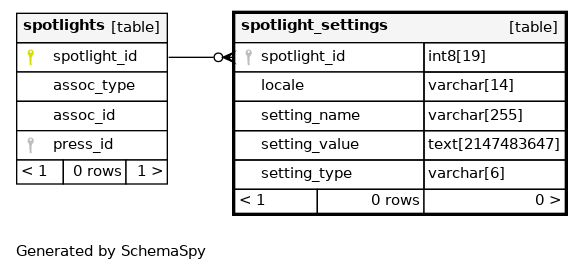 spotlights [table]
spotlight_id
assoc_type
assoc_id
press_id
< 1 0 rows 1 >
spotlight_settings [table]
spotlight_id int8[19]
locale varchar[14]
setting_name varchar[255]
setting_value text[2147483647]
setting_type varchar[6]
< 1 0 rows 0 >
Generated by SchemaSpy